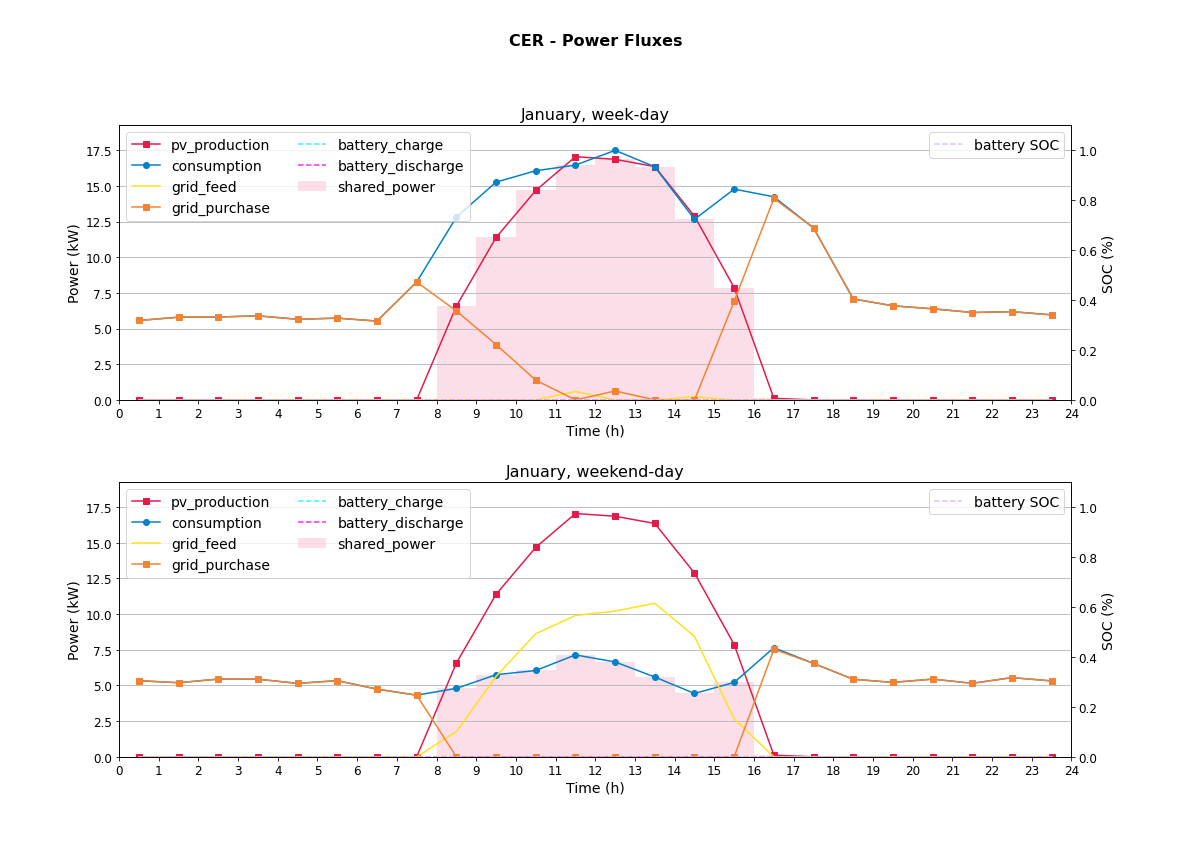 CER - Power Fluxes
January, week-day
pv_production battery_charge battery SOC
consumption battery_discharge
grid_feed shared_power
grid_purchase
17.5
15.0
12.5
10.0
7.5
5.0
2.5
0.0
Power (kW)
1.0
0.8
0.6
0.4
0.2
0.0
SOC (%)
0 1 2 3 4 5 6 7 8 9 10 11 12 13 14 15 16 17 18 19 20 21 22 23 24
Time (h)
January, weekend-day
pv_production battery_charge battery SOC
consumption battery_discharge
grid_feed shared_power
grid_purchase
17.5
15.0
12.5
10.0
7.5
5.0
2.5
0.0
Power (kW)
1.0
0.8
0.6
0.4
0.2
0.0
SOC (%)
0 1 2 3 4 5 6 7 8 9 10 11 12 13 14 15 16 17 18 19 20 21 22 23 24
Time (h)